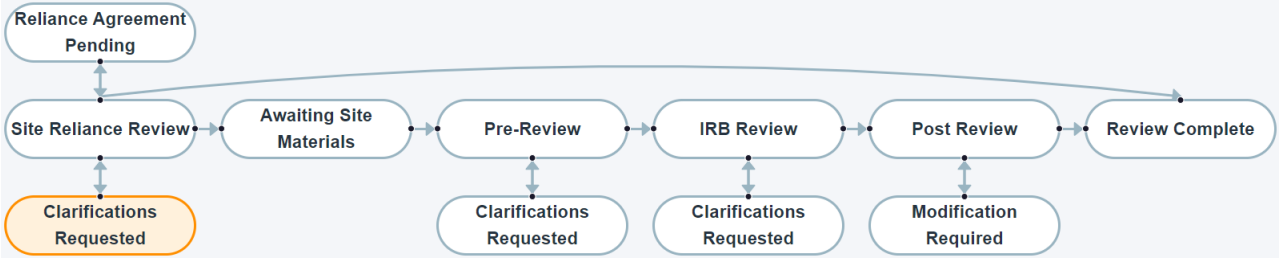 Reliance Agreement
Pending
Site Reliance Review
Awaiting Site
Materials
Pre-Review
IRB Review
Post Review
Review Complete
Clarifications
Requested
Clarifications
Requested
Clarifications
Requested
Modification
Required